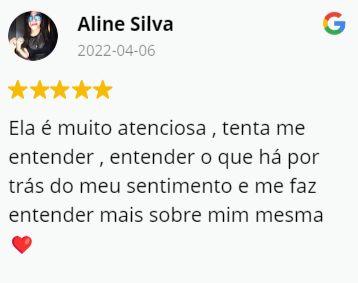 Aline Silva
2022-04-06
Ela é muito atenciosa , tenta me
entender , entender o que há por
trás do meu sentimento e me faz
entender mais sobre mim mesma
❤️